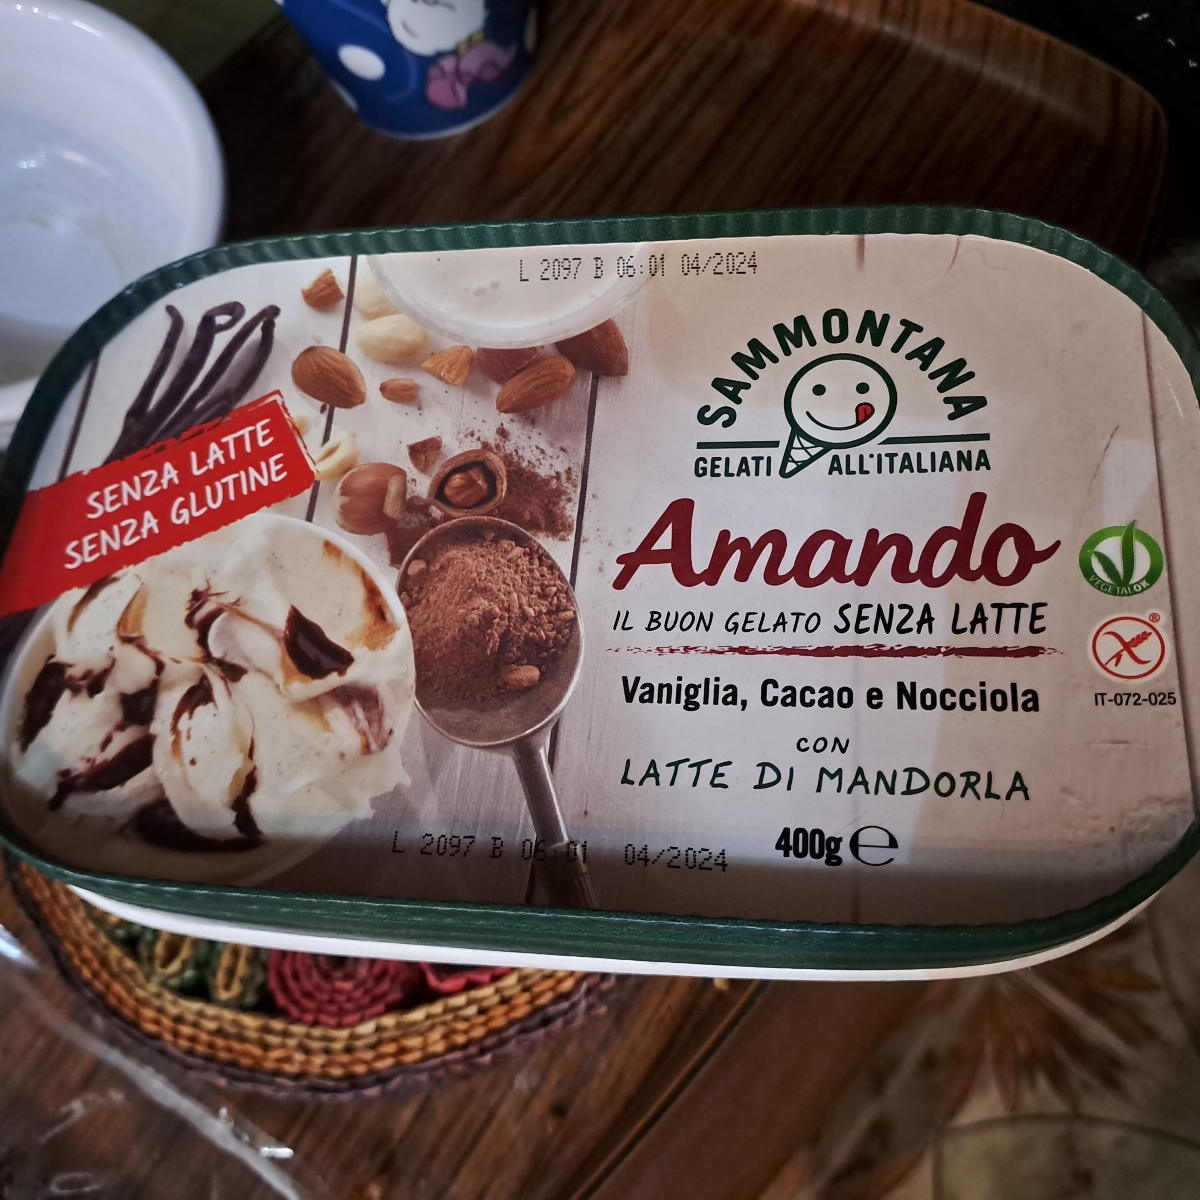 L 2097 B 06:01 04/2024
SAMMONTANA
GELATI ALL'ITALIANA
SENZA LATTE
SENZA GLUTINE
Amando
IL BUON GELATO SENZA LATTE
VEGETALOK
®
IT-072-025
Vaniglia, Cacao e Nocciola
CON
LATTE DI MANDORLA
400g ℮
L 2097 B 06:01 04/2024